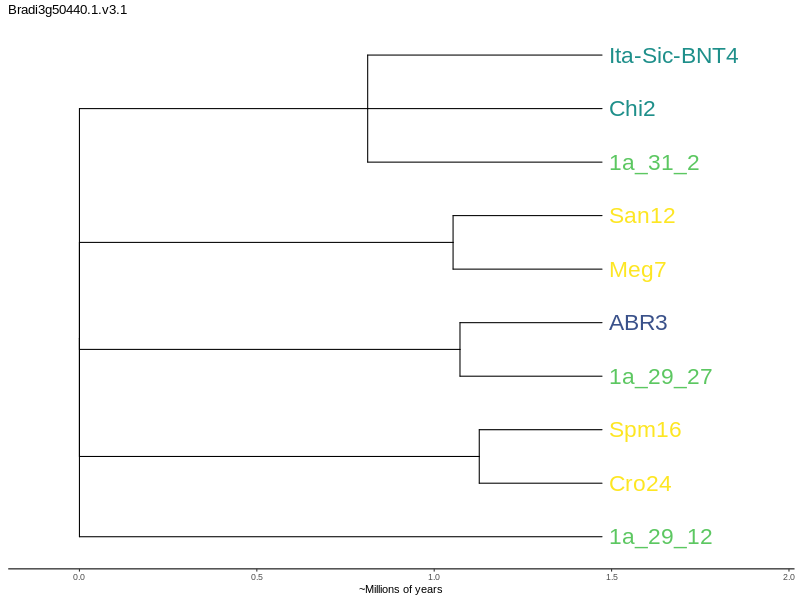 Bradi3g50440.1.v3.1
Ita-Sic-BNT4
Chi2
1a_31_2
San12
Meg7
ABR3
1a_29_27
Spm16
Cro24
1a_29_12
0.0 0.5 1.0 1.5 2.0
~Millions of years